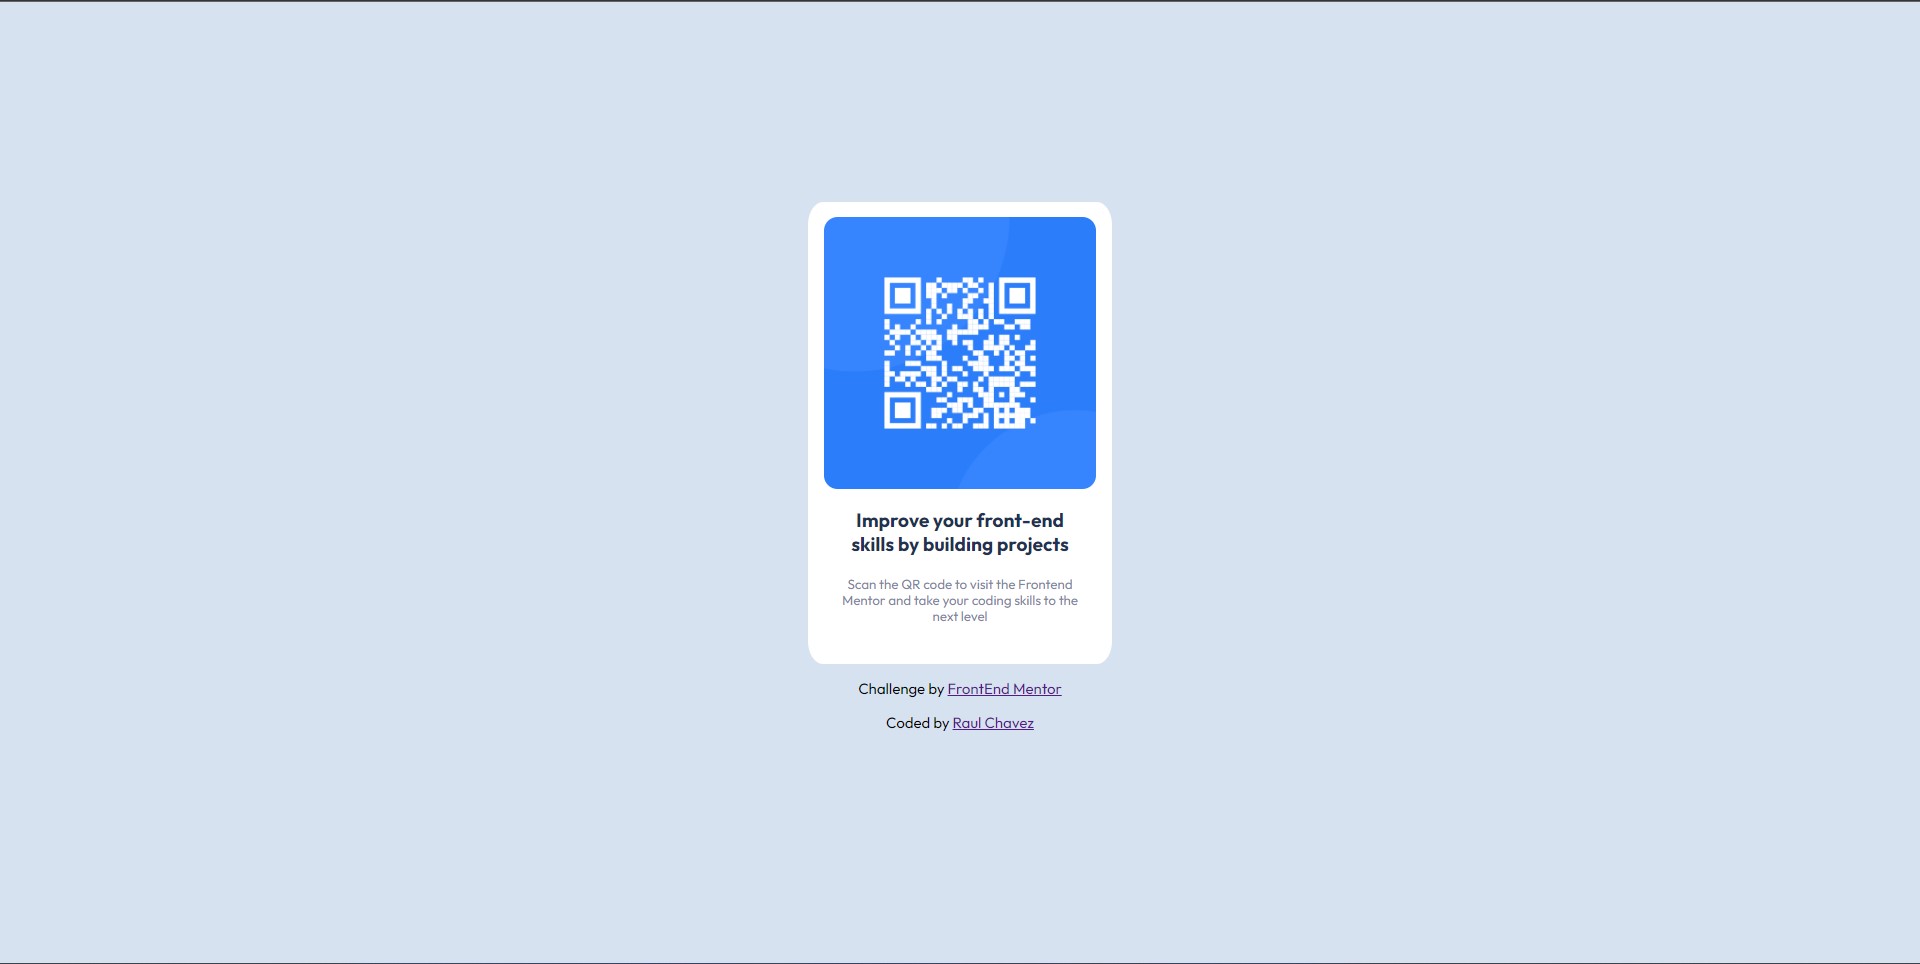 Improve your front-end
skills by building projects
Scan the QR code to visit the Frontend
Mentor and take your coding skills to the
next level
Challenge by FrontEnd Mentor
Coded by Raul Chavez